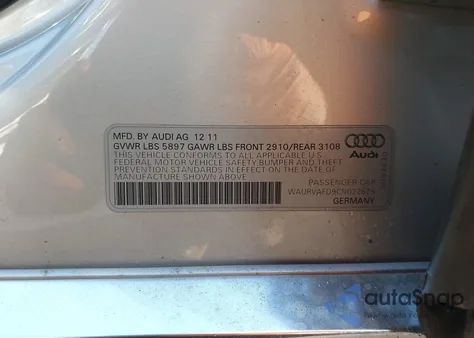 MFD. BY AUDI AG 12 11
GVWR LBS 5897 GAWR LBS FRONT 2910/REAR 3108
THIS VEHICLE CONFORMS TO ALL APPLICABLE U.S.
FEDERAL MOTOR VEHICLE SAFETY BUMPER AND THEFT
PREVENTION STANDARDS IN EFFECT ON THE DATE OF
MANUFACTURE SHOWN ABOVE.
Audi
PASSENGER CAR
WAURVAFD9CN022625
GERMANY
autoSnap